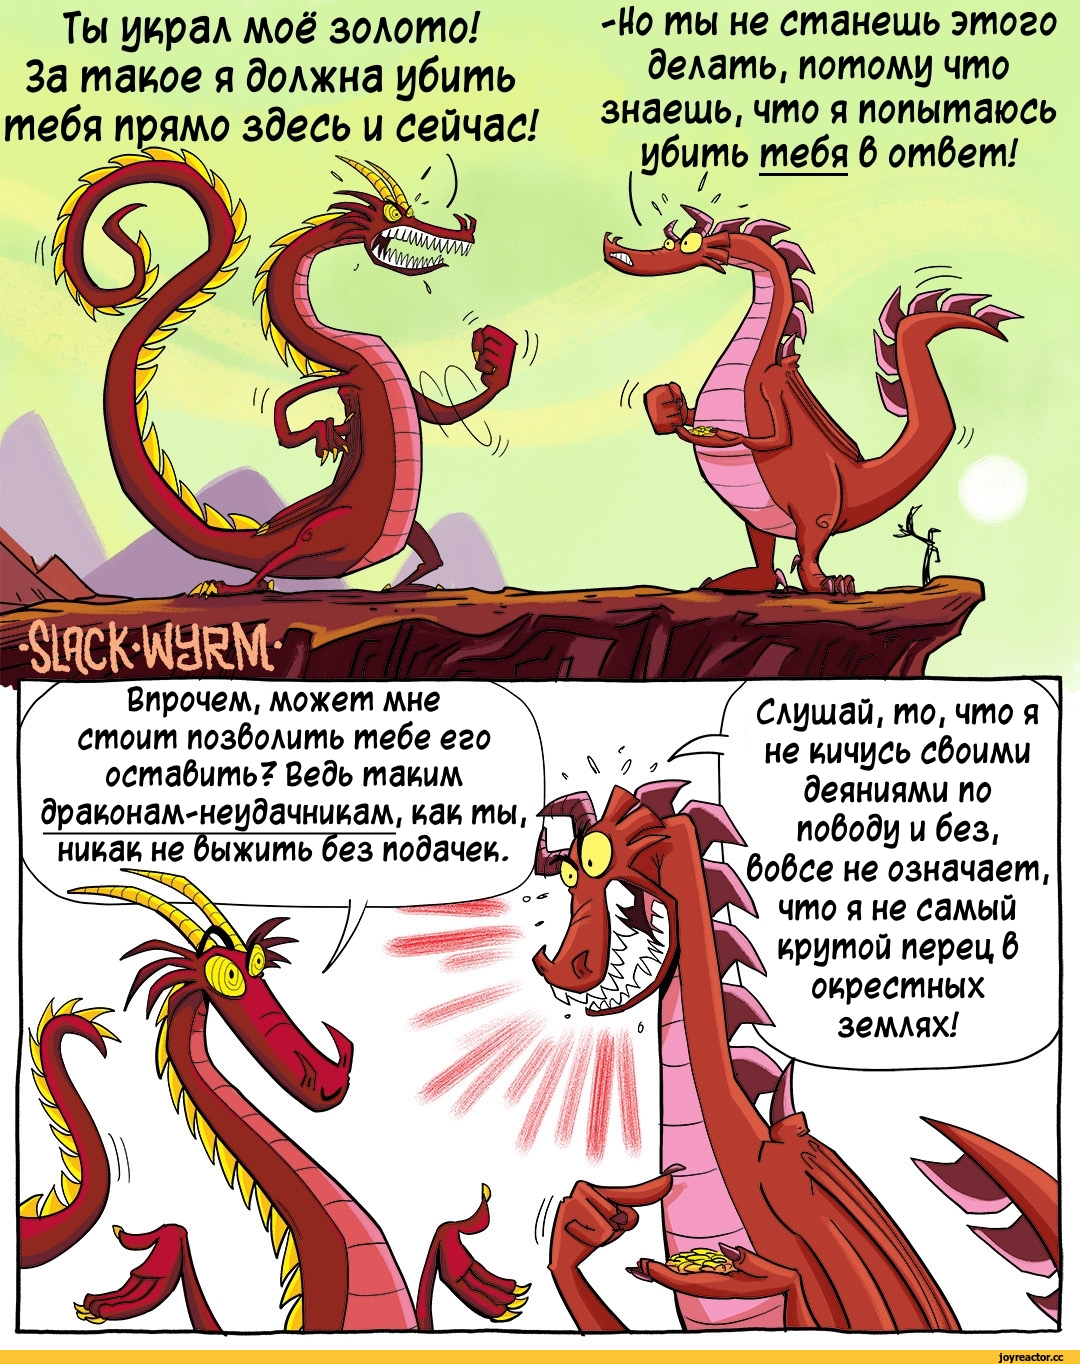 Ты украл моё золото!
За такое я должна убить
тебя прямо здесь и сейчас!
-Но ты не станешь этого
делать, потому что
знаешь, что я попытаюсь
убить тебя в ответ!
SLACK·WYRM·
Впрочем, может мне
стоит позволить тебе его
оставить? Ведь таким
драконам-неудачникам, как ты,
никак не выжить без подачек.
Слушай, то, что я
не кичусь своими
деяниями по
поводу и без,
вовсе не означает,
что я не самый
крутой перец в
окрестных
землях!
joyreactor.cc